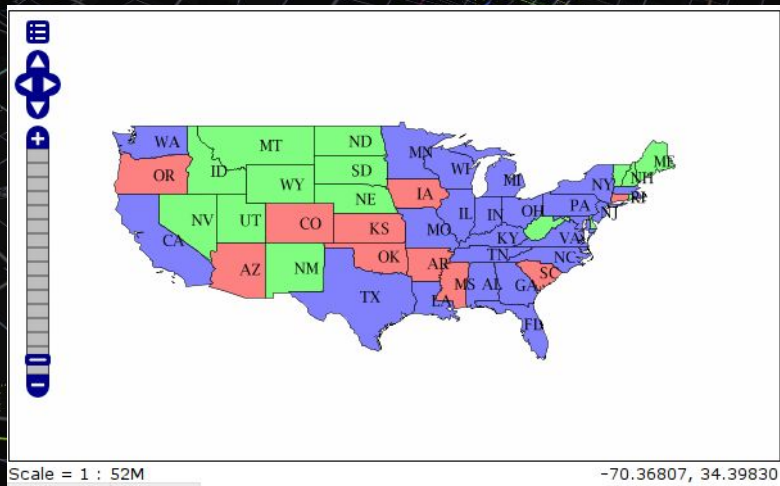 WA
MT
ND
MN
ME
OR
ID
SD
WI
MI
NH
WY
NY
NE
IA
RI
NV
UT
CO
IL
IN
OH
PA
NJ
CA
KS
MO
KY
VA
AZ
NM
OK
AR
TN
NC
TX
LA
MS
AL
GA
SC
FD
Scale = 1 : 52M
-70.36807, 34.39830